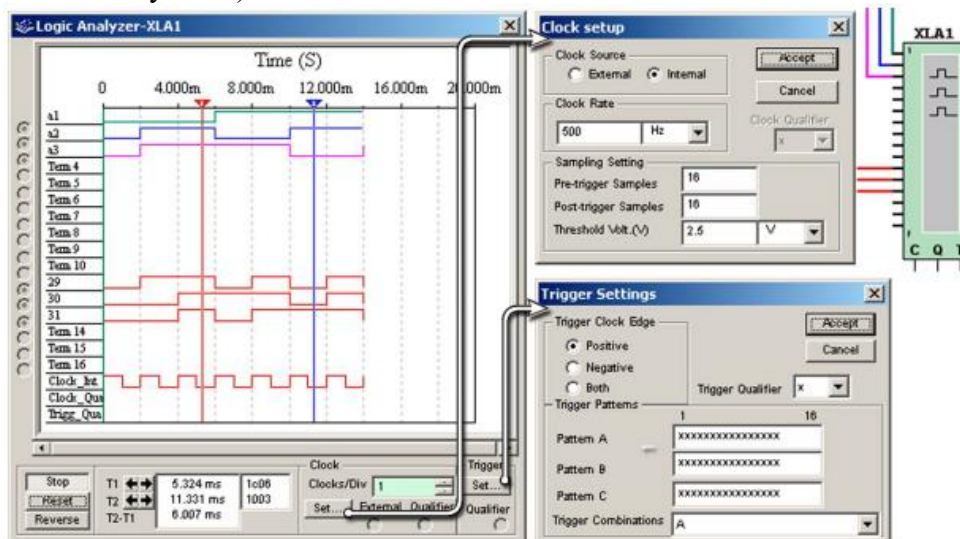 Logic Analyzer-XLA1
Time (S)
0 4.000m 8.000m 12.000m 16.000m 20.000m
a1
a2
a3
Term 4
Term 5
Term 6
Term 7
Term 8
Term 9
Term 10
29
30
31
Term 14
Term 15
Term 16
Clock_Int
Clock_Qua
Trigg_Qua
Stop
Reset
Reverse
T1 5.324 ms 1c06
T2 11.331 ms 1003
T2-T1 6.007 ms
Clock
Clocks/Div 1
Set... External Qualifier
Trigger
Set...
Qualifier
Clock setup
Clock Source
External Internal
Accept
Cancel
Clock Rate
500 Hz
Clock Qualifier
x
Sampling Setting
Pre-trigger Samples 16
Post-trigger Samples 16
Threshold Volt.(V) 2.5 V
Trigger Settings
Trigger Clock Edge
Positive
Negative
Both
Accept
Cancel
Trigger Qualifier x
Trigger Patterns
1 16
Pattern A xxxxxxxxxxxxxxxx
Pattern B xxxxxxxxxxxxxxxx
Pattern C xxxxxxxxxxxxxxxx
Trigger Combinations A
XLA1
1
F
C Q T